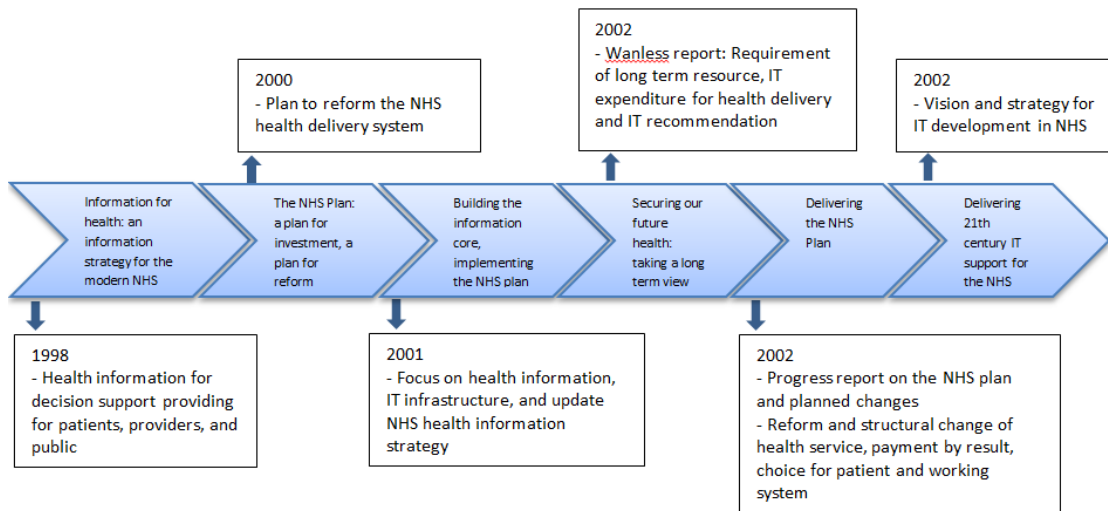 2002
- Wanless report: Requirement
of long term resource, IT
expenditure for health delivery
and IT recommendation
2000
- Plan to reform the NHS
health delivery system
2002
- Vision and strategy for
IT development in NHS
Information for
health: an
information
strategy for the
modern NHS
The NHS Plan:
a plan for
investment, a
plan for
reform
Building the
information
core,
implementing
the NHS plan
Securing our
future
health:
taking a long
term view
Delivering
the NHS
Plan
Delivering
21th
century IT
support for
the NHS
1998
- Health information for
decision support providing
for patients, providers, and
public
2001
- Focus on health information,
IT infrastructure, and update
NHS health information
strategy
2002
- Progress report on the NHS plan
and planned changes
- Reform and structural change of
health service, payment by result,
choice for patient and working
system